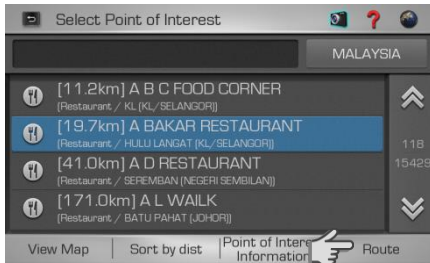 Select Point of Interest
?
MALAYSIA
[11.2km] A B C FOOD CORNER
(Restaurant / KL (KL/SELANGOR))
[19.7km] A BAKAR RESTAURANT
(Restaurant / HULU LANGAT (KL/SELANGOR))
118
[41.0km] A D RESTAURANT
15429
(Restaurant / SEREMBAN (NEGERI SEMBILAN))
[171.0km] A L WAILK
(Restaurant / BATU PAHAT (JOHOR))
View Map
Sort by dist
Point of Intere
Information
Route